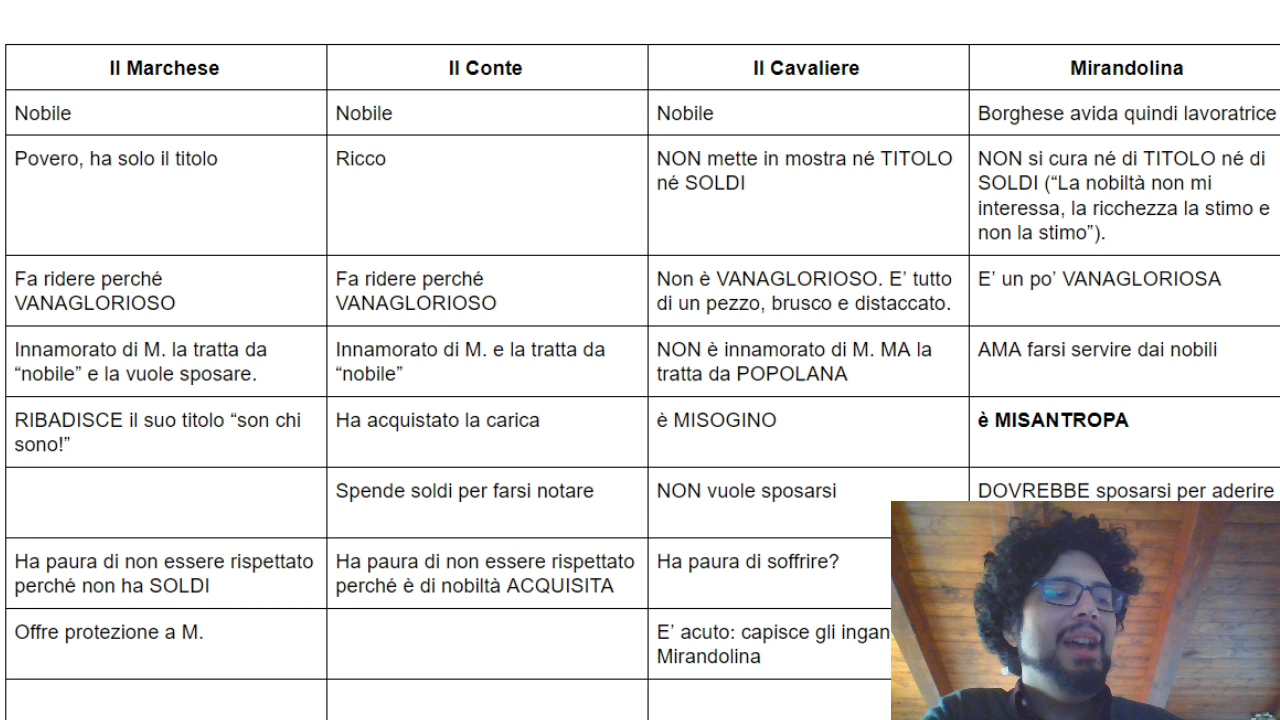 Il Marchese
Il Conte
Il Cavaliere
Mirandolina
Nobile
Nobile
Nobile
Borghese avida quindi lavoratrice
Povero, ha solo il titolo
Ricco
NON mette in mostra né TITOLO
né SOLDI
NON si cura né di TITOLO né di
SOLDI (“La nobiltà non mi
interessa, la ricchezza la stimo e
non la stimo”).
Fa ridere perché
VANAGLORIOSO
Fa ridere perché
VANAGLORIOSO
Non è VANAGLORIOSO. E’ tutto
di un pezzo, brusco e distaccato.
E’ un po’ VANAGLORIOSA
Innamorato di M. la tratta da
“nobile” e la vuole sposare.
Innamorato di M. e la tratta da
“nobile”
NON è innamorato di M. MA la
tratta da POPOLANA
AMA farsi servire dai nobili
RIBADISCE il suo titolo “son chi
sono!”
Ha acquistato la carica
è MISOGINO
è MISANTROPA
Spende soldi per farsi notare
NON vuole sposarsi
DOVREBBE sposarsi per aderire
Ha paura di non essere rispettato
perché non ha SOLDI
Ha paura di non essere rispettato
perché è di nobiltà ACQUISITA
Ha paura di soffrire?
Offre protezione a M.
E’ acuto: capisce gli ingan
Mirandolina